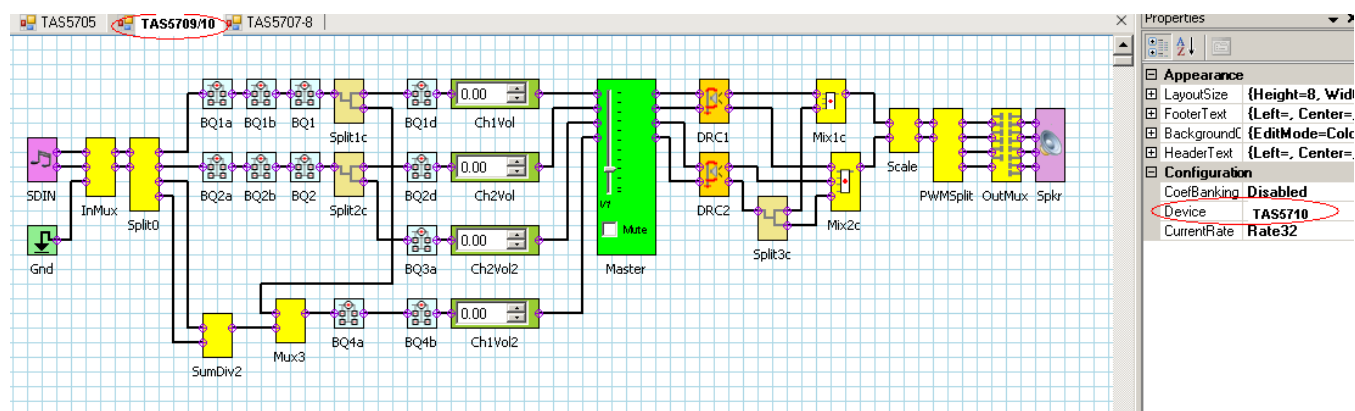 TAS5705 TAS5709/10 TAS5707-8
0.00 0.00 0.00 0.00
BQ1a BQ1b BQ1 Split1c BQ1d Ch1Vol DRC1 Mix1c
SDIN InMux Split0 BQ2a BQ2b BQ2 Split2c BQ2d Ch2Vol DRC2 Mix2c Scale PWMSplit OutMux Spkr
Mute
Gnd BQ3a Ch2Vol2 Master Split3c
SumDiv2 Mux3 BQ4a BQ4b Ch1Vol2
Properties
Appearance
LayoutSize {Height=8, Wid
FooterText {Left=, Center=,
Background {EditMode=Colo
HeaderText {Left=, Center=,
Configuration
CoefBanking Disabled
Device TAS5710
CurrentRate Rate32